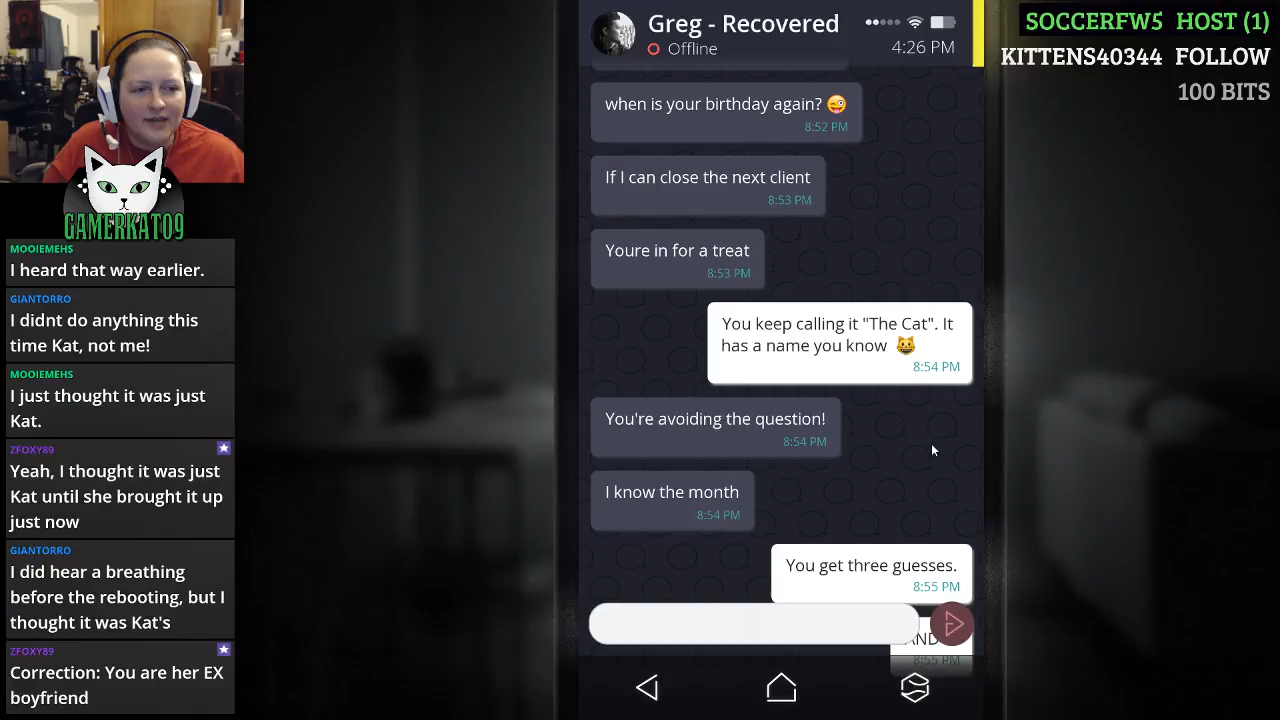 Greg - Recovered
Offline
4:26 PM
SOCCERFW5 HOST (1)
KITTENS40344 FOLLOW
100 BITS
when is your birthday again? 😜
8:52 PM
If I can close the next client
8:53 PM
Youre in for a treat
8:53 PM
You keep calling it "The Cat". It
has a name you know 😺
8:54 PM
You're avoiding the question!
8:54 PM
I know the month
8:54 PM
You get three guesses.
8:55 PM
AND
8:55 PM
GAMERKAT09
MOOIEMEHS
I heard that way earlier.
GIANTORRO
I didnt do anything this
time Kat, not me!
MOOIEMEHS
I just thought it was just
Kat.
ZFOXY89
Yeah, I thought it was just
Kat until she brought it up
just now
GIANTORRO
I did hear a breathing
before the rebooting, but I
thought it was Kat's
ZFOXY89
Correction: You are her EX
boyfriend